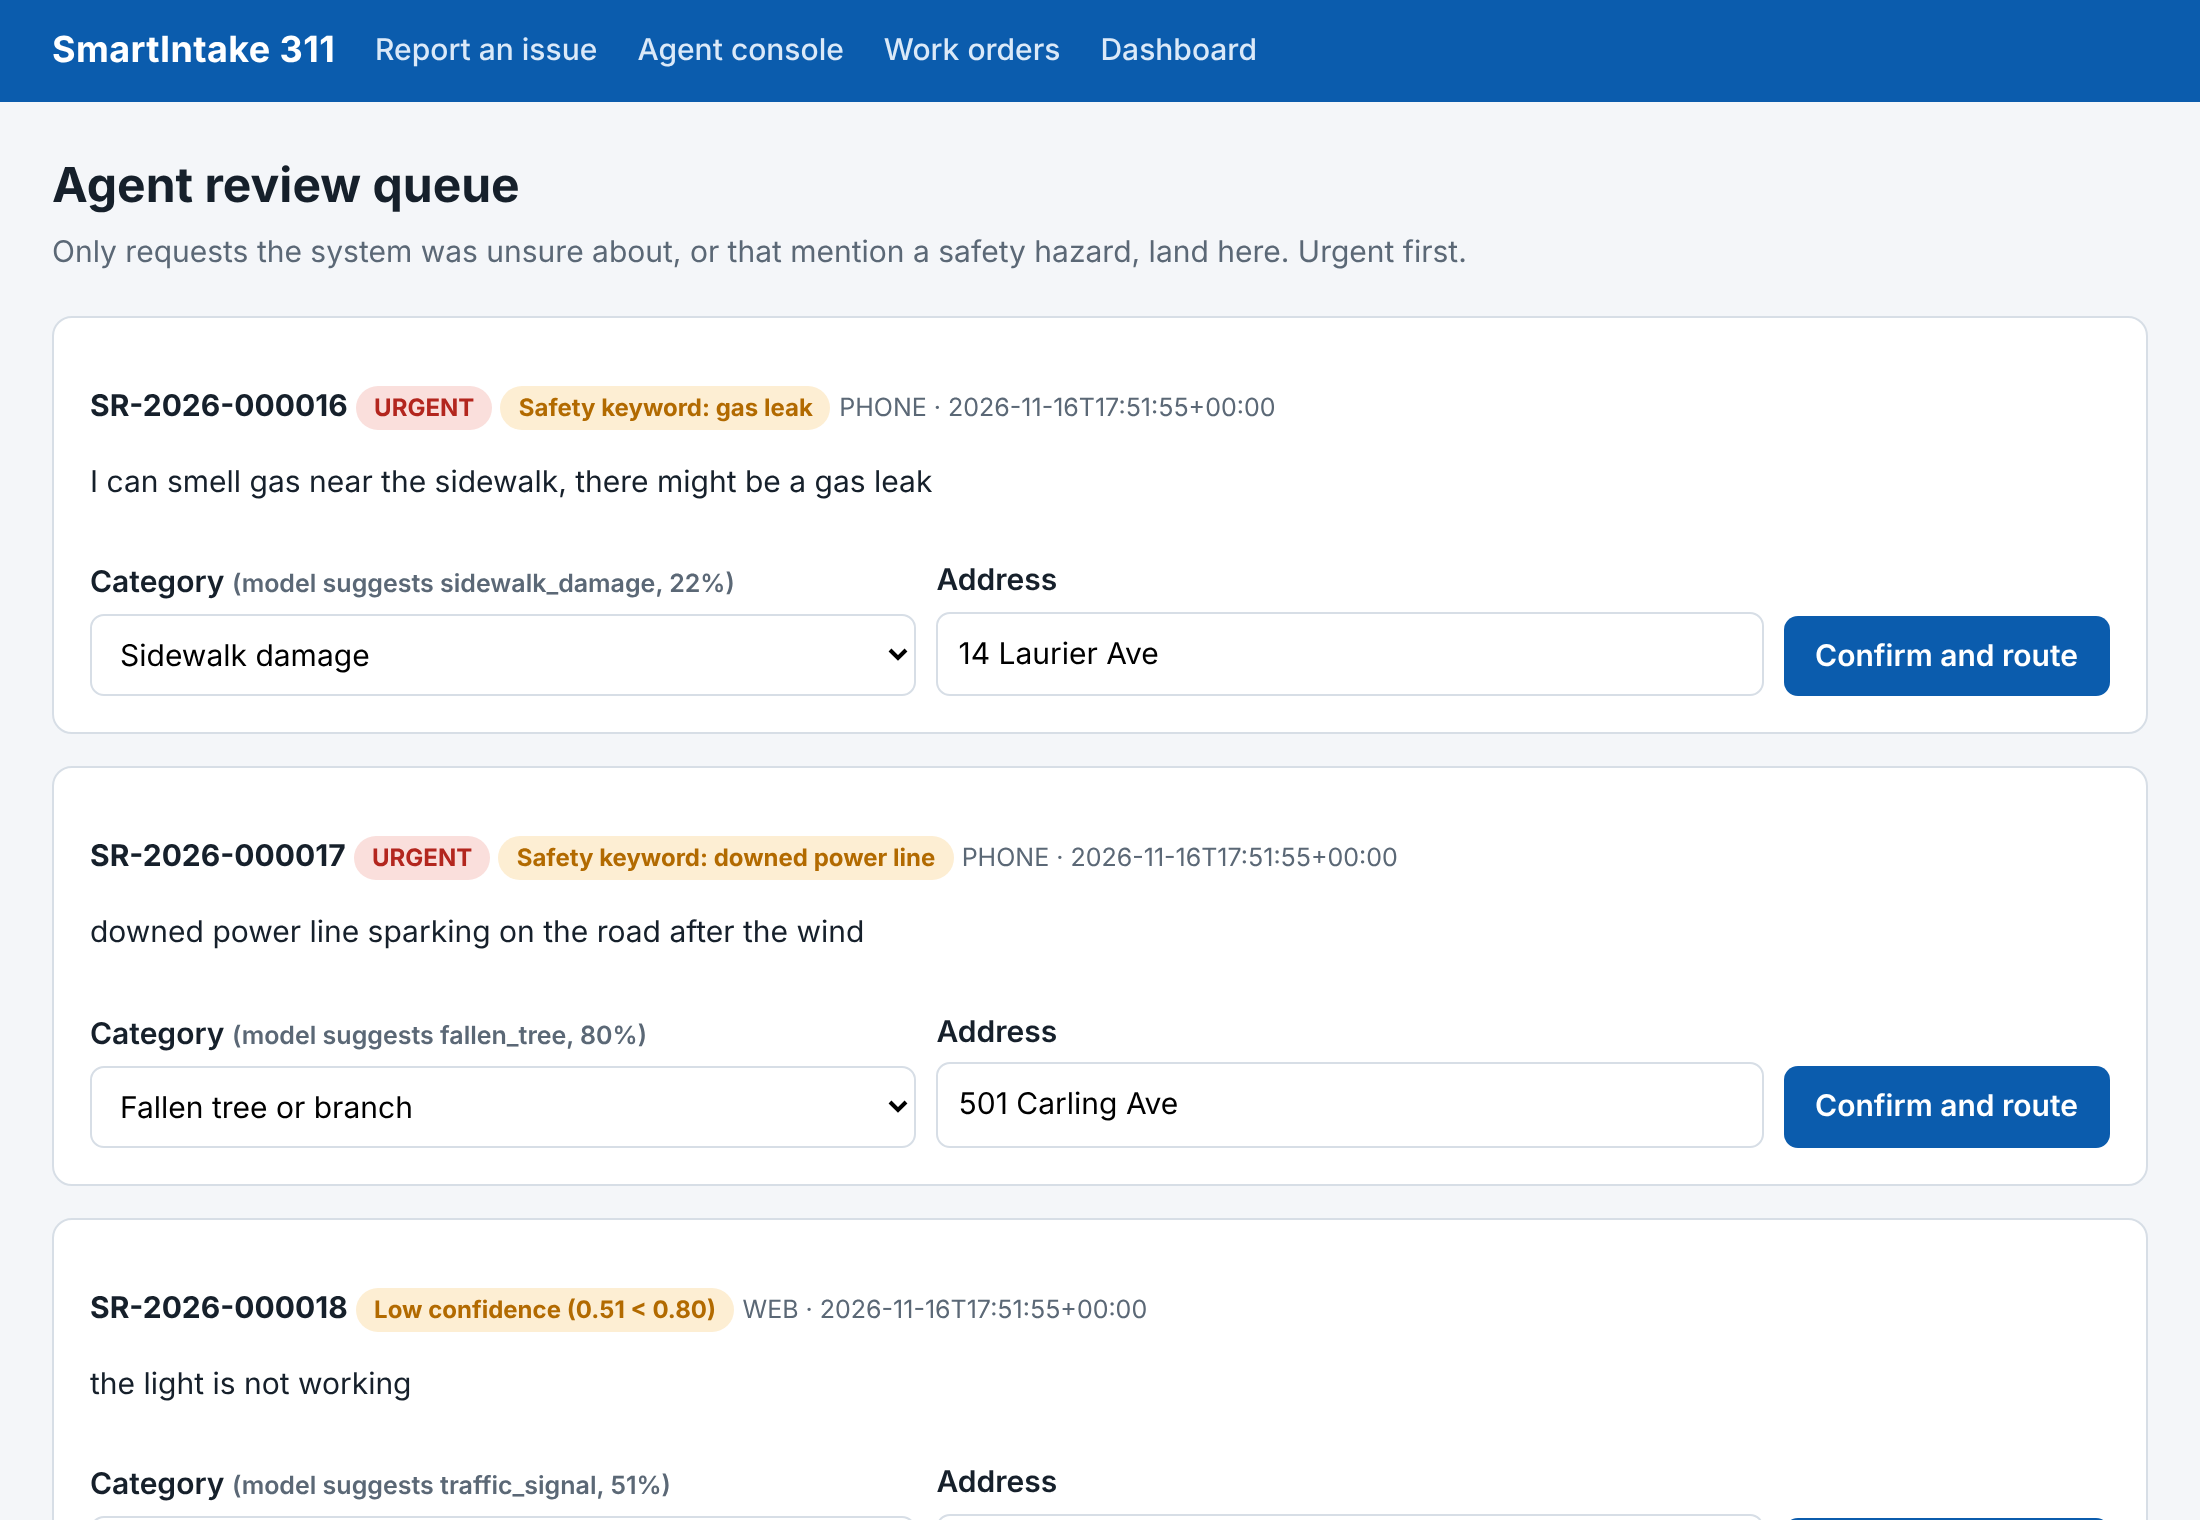 SmartIntake 311 Report an issue Agent console Work orders Dashboard
Agent review queue
Only requests the system was unsure about, or that mention a safety hazard, land here. Urgent first.
SR-2026-000016 URGENT Safety keyword: gas leak PHONE · 2026-11-16T17:51:55+00:00
I can smell gas near the sidewalk, there might be a gas leak
Category (model suggests sidewalk_damage, 22%) Address
Sidewalk damage 14 Laurier Ave Confirm and route
SR-2026-000017 URGENT Safety keyword: downed power line PHONE · 2026-11-16T17:51:55+00:00
downed power line sparking on the road after the wind
Category (model suggests fallen_tree, 80%) Address
Fallen tree or branch 501 Carling Ave Confirm and route
SR-2026-000018 Low confidence (0.51 < 0.80) WEB · 2026-11-16T17:51:55+00:00
the light is not working
Category (model suggests traffic_signal, 51%) Address